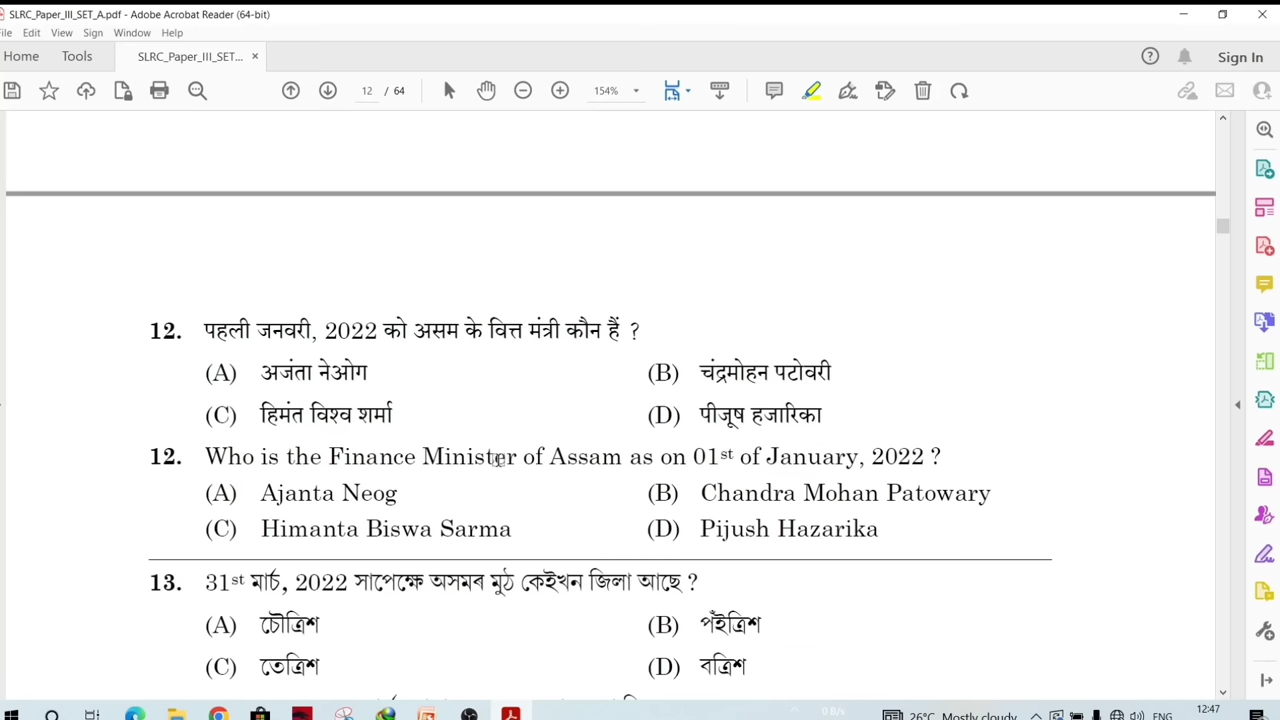 SLRC_Paper_III_SET_A.pdf - Adobe Acrobat Reader (64-bit)
File Edit View Sign Window Help
Home Tools SLRC_Paper_III_SET... × Sign In
12 / 64 154%
12. पहली जनवरी, 2022 को असम के वित्त मंत्री कौन हैं ?
(A) अजंता नेओग (B) चंद्रमोहन पटोवरी
(C) हिमंत विश्व शर्मा (D) पीजूष हजारिका
12. Who is the Finance Minister of Assam as on 01st of January, 2022 ?
(A) Ajanta Neog (B) Chandra Mohan Patowary
(C) Himanta Biswa Sarma (D) Pijush Hazarika
13. 31st মাৰ্চ, 2022 সাপেক্ষে অসমৰ মুঠ কেইখন জিলা আছে ?
(A) চৌত্ৰিশ (B) পঁইত্ৰিশ
(C) তেত্ৰিশ (D) বত্ৰিশ
26°C Mostly cloudy ENG 12:47